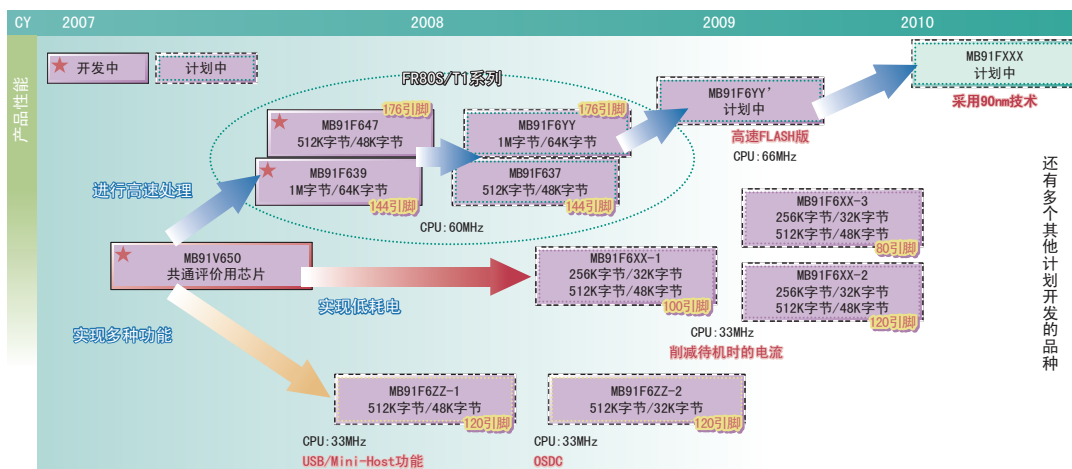 CY 2007 2008 2009 2010
产品性能
开发中
计划中
FR80S/T1系列
176引脚
MB91F647
512K字节/48K字节
MB91F639
1M字节/64K字节
144引脚
176引脚
MB91F6YY
1M字节/64K字节
MB91F637
512K字节/48K字节
144引脚
CPU:60MHz
MB91F6YY'
计划中
高速FLASH版
CPU:66MHz
MB91FXXX
计划中
采用90nm技术
进行高速处理
MB91V650
共通评价用芯片
实现低耗电
实现多种功能
MB91F6XX-1
256K字节/32K字节
512K字节/48K字节
100引脚
MB91F6XX-3
256K字节/32K字节
512K字节/48K字节
80引脚
MB91F6XX-2
256K字节/32K字节
512K字节/48K字节
120引脚
CPU:33MHz
削减待机时的电流
MB91F6ZZ-1
512K字节/48K字节
120引脚
CPU:33MHz
USB/Mini-Host功能
MB91F6ZZ-2
512K字节/32K字节
120引脚
CPU:33MHz
OSDC
还有多个其他计划开发的品种